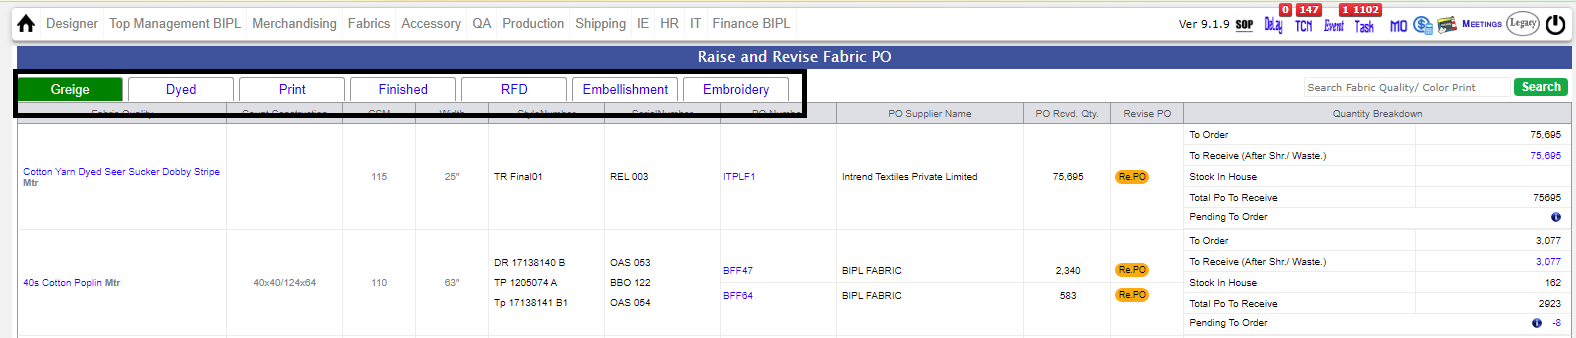 Designer Top Management BIPL Merchandising Fabrics Accessory QA Production Shipping IE HR IT Finance BIPL Ver 9.1.9 SOP Delay 0 TCN 147 Event 1 Task 1102 MO MEETINGS Legacy
Raise and Revise Fabric PO
Greige Dyed Print Finished RFD Embellishment Embroidery Search Fabric Quality/ Color Print Search
Fabric Quality Count Construction GSM Width StyleNumber SerialNumber PO Number PO Supplier Name PO Rcvd. Qty. Revise PO Quantity Breakdown
To Order 75,695
To Receive (After Shr./ Waste.) 75,695
Cotton Yarn Dyed Seer Sucker Dobby Stripe
Mtr 115 25" TR Final01 REL 003 ITPLF1 Intrend Textiles Private Limited 75,695 Re.PO
Stock In House
Total Po To Receive 75695
Pending To Order
To Order 3,077
DR 17138140 B OAS 053
To Receive (After Shr./ Waste.) 3,077
BFF47 BIPL FABRIC 2,340 Re.PO
40s Cotton Poplin Mtr 40x40/124x64 110 63" TP 1205074 A BBO 122
Stock In House 162
BFF64 BIPL FABRIC 583 Re.PO
Tp 17138141 B1 OAS 054
Total Po To Receive 2923
Pending To Order -8